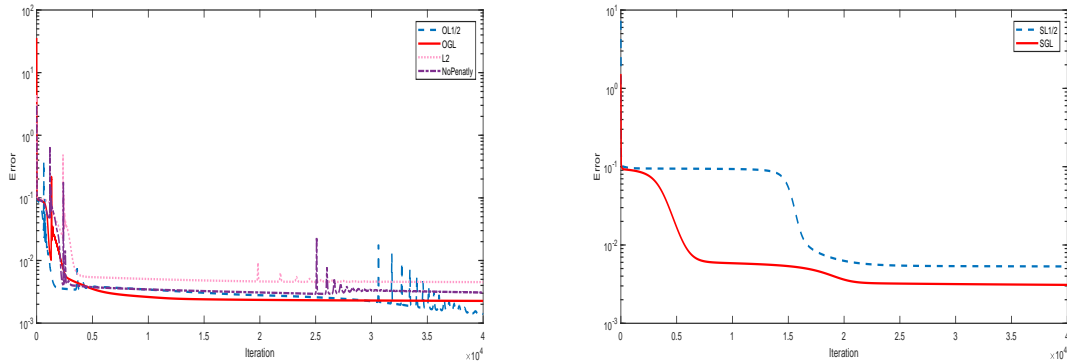 10^2
10^1
10^0
10^-1
10^-2
10^-3
Error
0 0.5 1 1.5 2 2.5 3 3.5 4
Iteration
×10^4
OL1/2
OGL
L2
NoPenatly
10^1
10^0
10^-1
10^-2
10^-3
Error
0 0.5 1 1.5 2 2.5 3 3.5 4
Iteration
×10^4
SL1/2
SGL